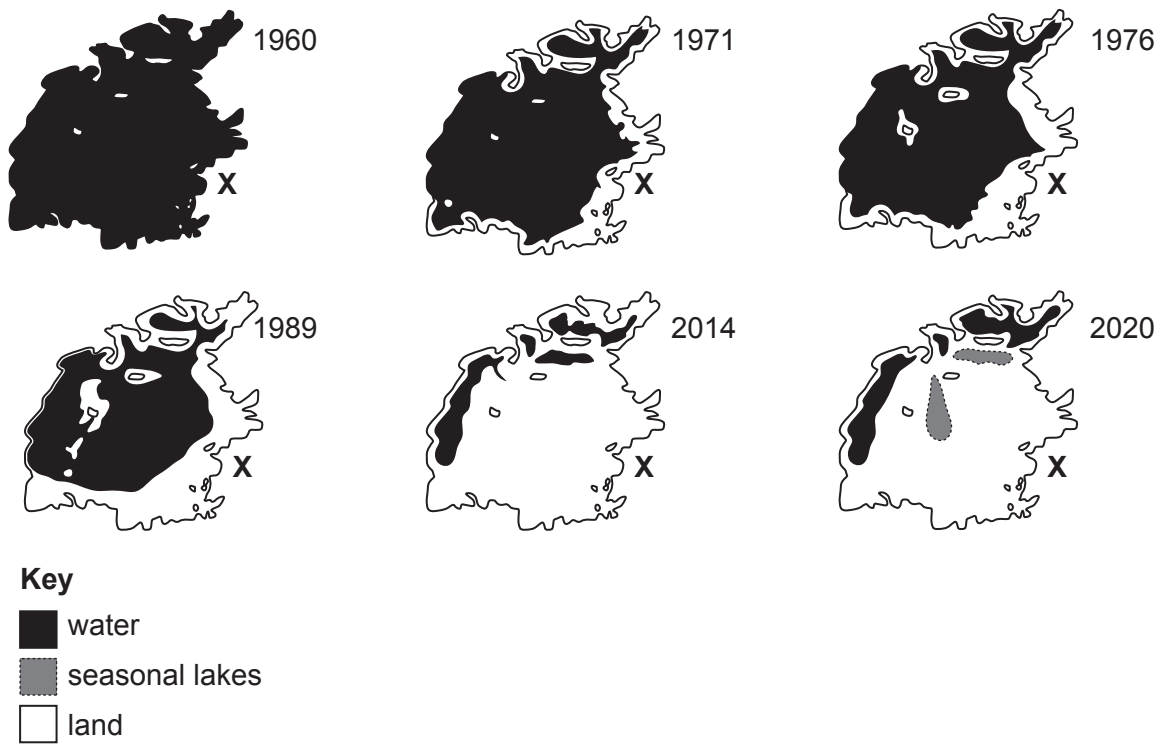 1960
1971
1976
X
X
X
1989
2014
2020
X
X
X
Key
water
seasonal lakes
land